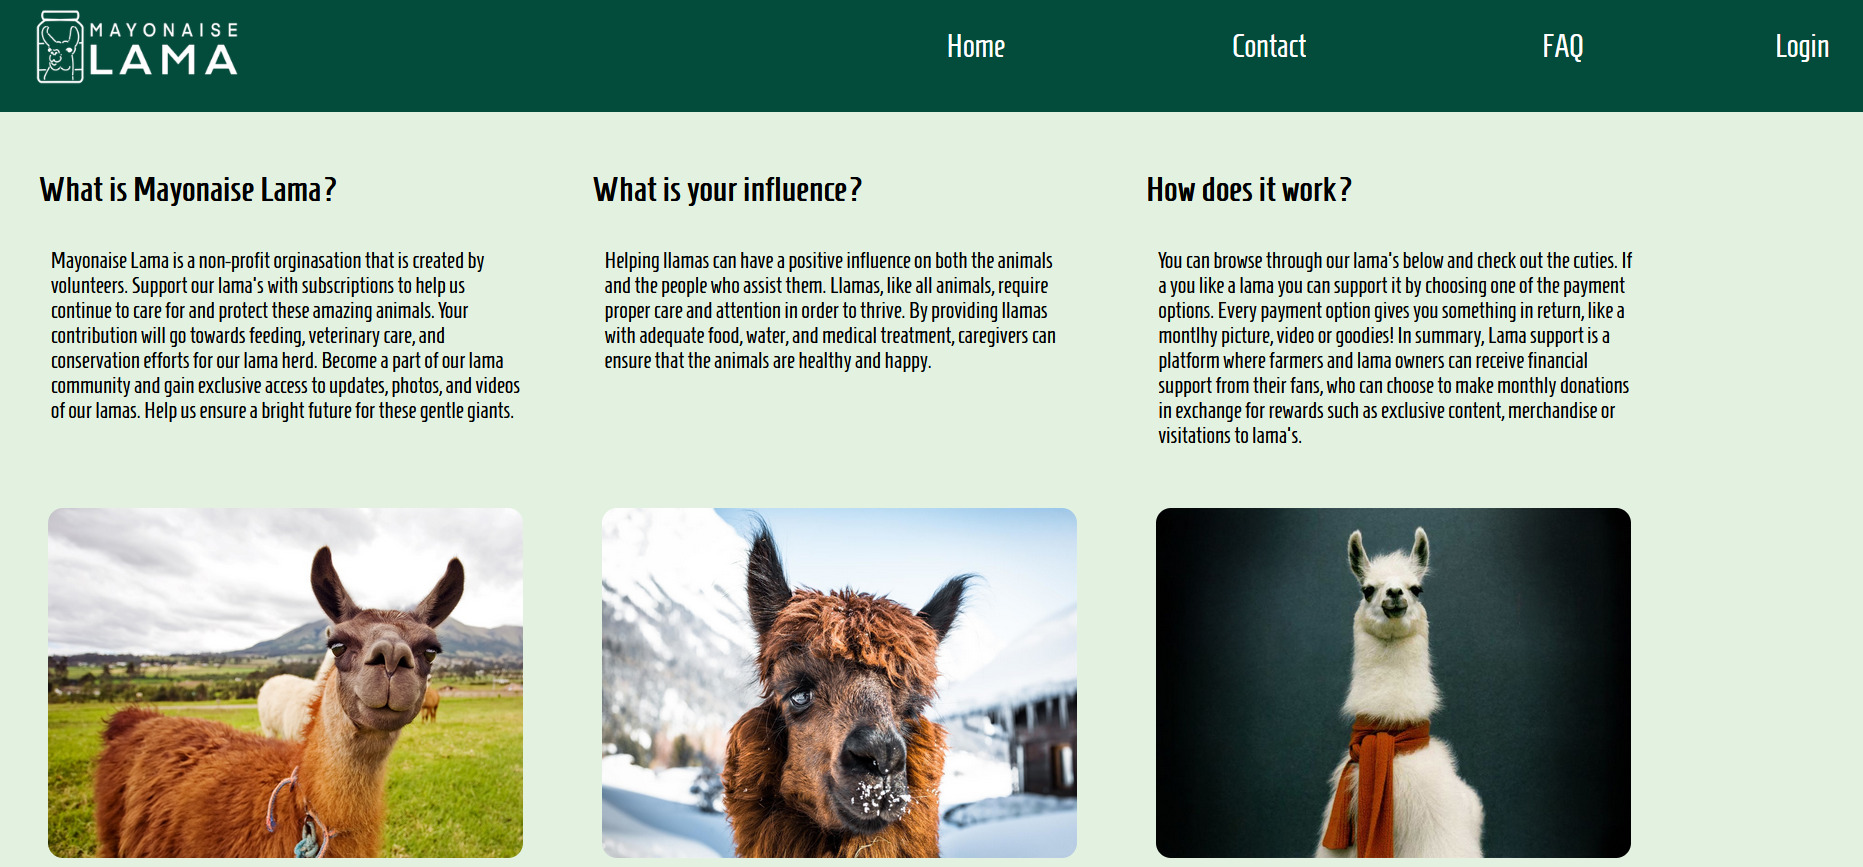 MAYONAISE
LAMA
Home
Contact
FAQ
Login
What is Mayonaise Lama?
Mayonaise Lama is a non-profit orginasation that is created by
volunteers. Support our lama's with subscriptions to help us
continue to care for and protect these amazing animals. Your
contribution will go towards feeding, veterinary care, and
conservation efforts for our lama herd. Become a part of our lama
community and gain exclusive access to updates, photos, and videos
of our lamas. Help us ensure a bright future for these gentle giants.
What is your influence?
Helping llamas can have a positive influence on both the animals
and the people who assist them. Llamas, like all animals, require
proper care and attention in order to thrive. By providing llamas
with adequate food, water, and medical treatment, caregivers can
ensure that the animals are healthy and happy.
How does it work?
You can browse through our lama's below and check out the cuties. If
a you like a lama you can support it by choosing one of the payment
options. Every payment option gives you something in return, like a
montlhy picture, video or goodies! In summary, Lama support is a
platform where farmers and lama owners can receive financial
support from their fans, who can choose to make monthly donations
in exchange for rewards such as exclusive content, merchandise or
visitations to lama's.